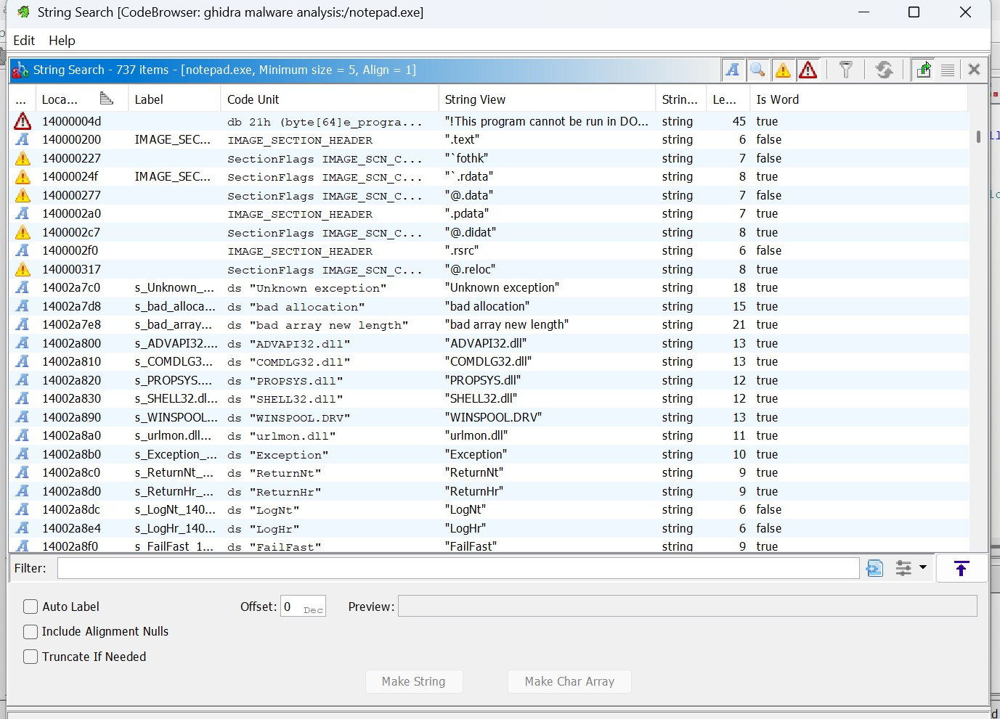 String Search [CodeBrowser: ghidra malware analysis:/notepad.exe]
Edit Help
String Search - 737 items - [notepad.exe, Minimum size = 5, Align = 1]
... Loca... Label Code Unit String View Strin... Le... Is Word
14000004d db 21h (byte[64]e_progra... "!This program cannot be run in DO... string 45 true
140000200 IMAGE_SEC... IMAGE_SECTION_HEADER ".text" string 6 false
140000227 SectionFlags IMAGE_SCN_C... "`fothk" string 7 false
14000024f IMAGE_SEC... SectionFlags IMAGE_SCN_C... "`.rdata" string 8 true
140000277 SectionFlags IMAGE_SCN_C... "@.data" string 7 false
1400002a0 IMAGE_SECTION_HEADER ".pdata" string 7 true
1400002c7 SectionFlags IMAGE_SCN_C... "@.didat" string 8 true
1400002f0 IMAGE_SECTION_HEADER ".rsrc" string 6 false
140000317 SectionFlags IMAGE_SCN_C... "@.reloc" string 8 true
14002a7c0 s_Unknown_... ds "Unknown exception" "Unknown exception" string 18 true
14002a7d8 s_bad_alloca... ds "bad allocation" "bad allocation" string 15 true
14002a7e8 s_bad_array... ds "bad array new length" "bad array new length" string 21 true
14002a800 s_ADVAPI32.... ds "ADVAPI32.dll" "ADVAPI32.dll" string 13 true
14002a810 s_COMDLG3... ds "COMDLG32.dll" "COMDLG32.dll" string 13 true
14002a820 s_PROPSYS.... ds "PROPSYS.dll" "PROPSYS.dll" string 12 true
14002a830 s_SHELL32.dl... ds "SHELL32.dll" "SHELL32.dll" string 12 true
14002a890 s_WINSPOOL... ds "WINSPOOL.DRV" "WINSPOOL.DRV" string 13 true
14002a8a0 s_urlmon.dll... ds "urlmon.dll" "urlmon.dll" string 11 true
14002a8b0 s_Exception_... ds "Exception" "Exception" string 10 true
14002a8c0 s_ReturnNt_... ds "ReturnNt" "ReturnNt" string 9 true
14002a8d0 s_ReturnHr_... ds "ReturnHr" "ReturnHr" string 9 true
14002a8dc s_LogNt_140... ds "LogNt" "LogNt" string 6 false
14002a8e4 s_LogHr_140... ds "LogHr" "LogHr" string 6 false
14002a8f0 s_FailFast_1... ds "FailFast" "FailFast" string 9 true
Filter:
Auto Label Offset: 0 Dec Preview:
Include Alignment Nulls
Truncate If Needed
Make String Make Char Array